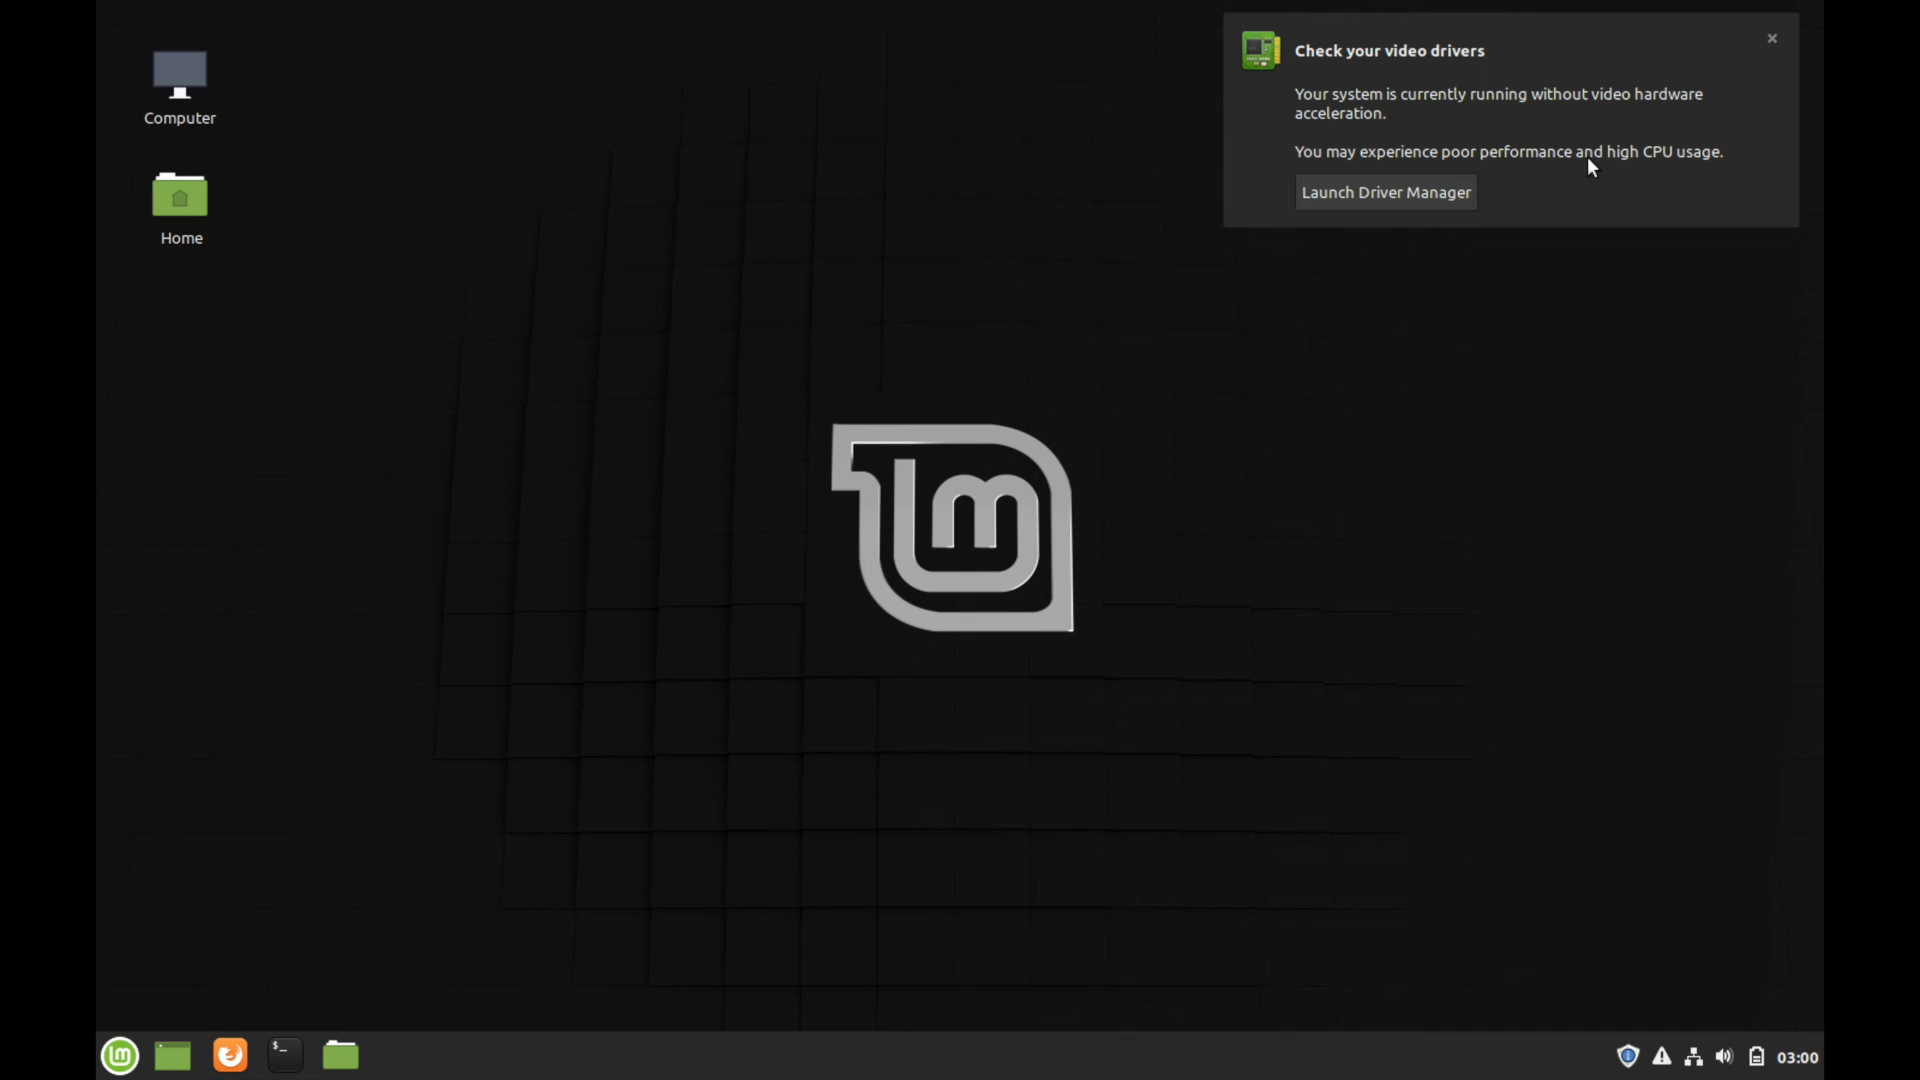 Computer
Home
Check your video drivers
Your system is currently running without video hardware
acceleration.
You may experience poor performance and high CPU usage.
Launch Driver Manager
lm
$_
03:00